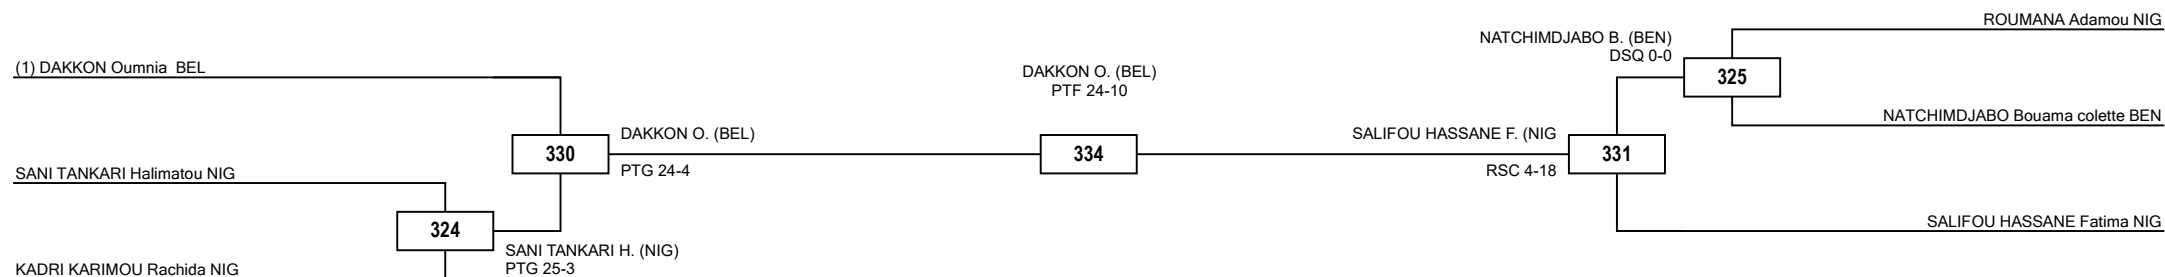 ROUMANA Adamou NIG
NATCHIMDJABO B. (BEN)
DSQ 0-0
(1) DAKKON Oumnia BEL
DAKKON O. (BEL)
PTF 24-10
325
NATCHIMDJABO Bouama colette BEN
DAKKON O. (BEL)
SALIFOU HASSANE F. (NIG
330
334
331
PTG 24-4
RSC 4-18
SANI TANKARI Halimatou NIG
SALIFOU HASSANE Fatima NIG
324
SANI TANKARI H. (NIG)
PTG 25-3
KADRI KARIMOU Rachida NIG